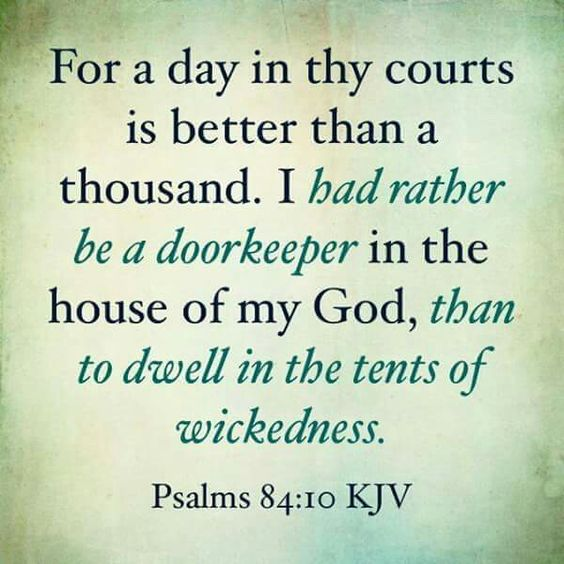 For a day in thy courts
is better than a
thousand. I had rather
be a doorkeeper in the
house of my God, than
to dwell in the tents of
wickedness.
Psalms 84:10 KJV